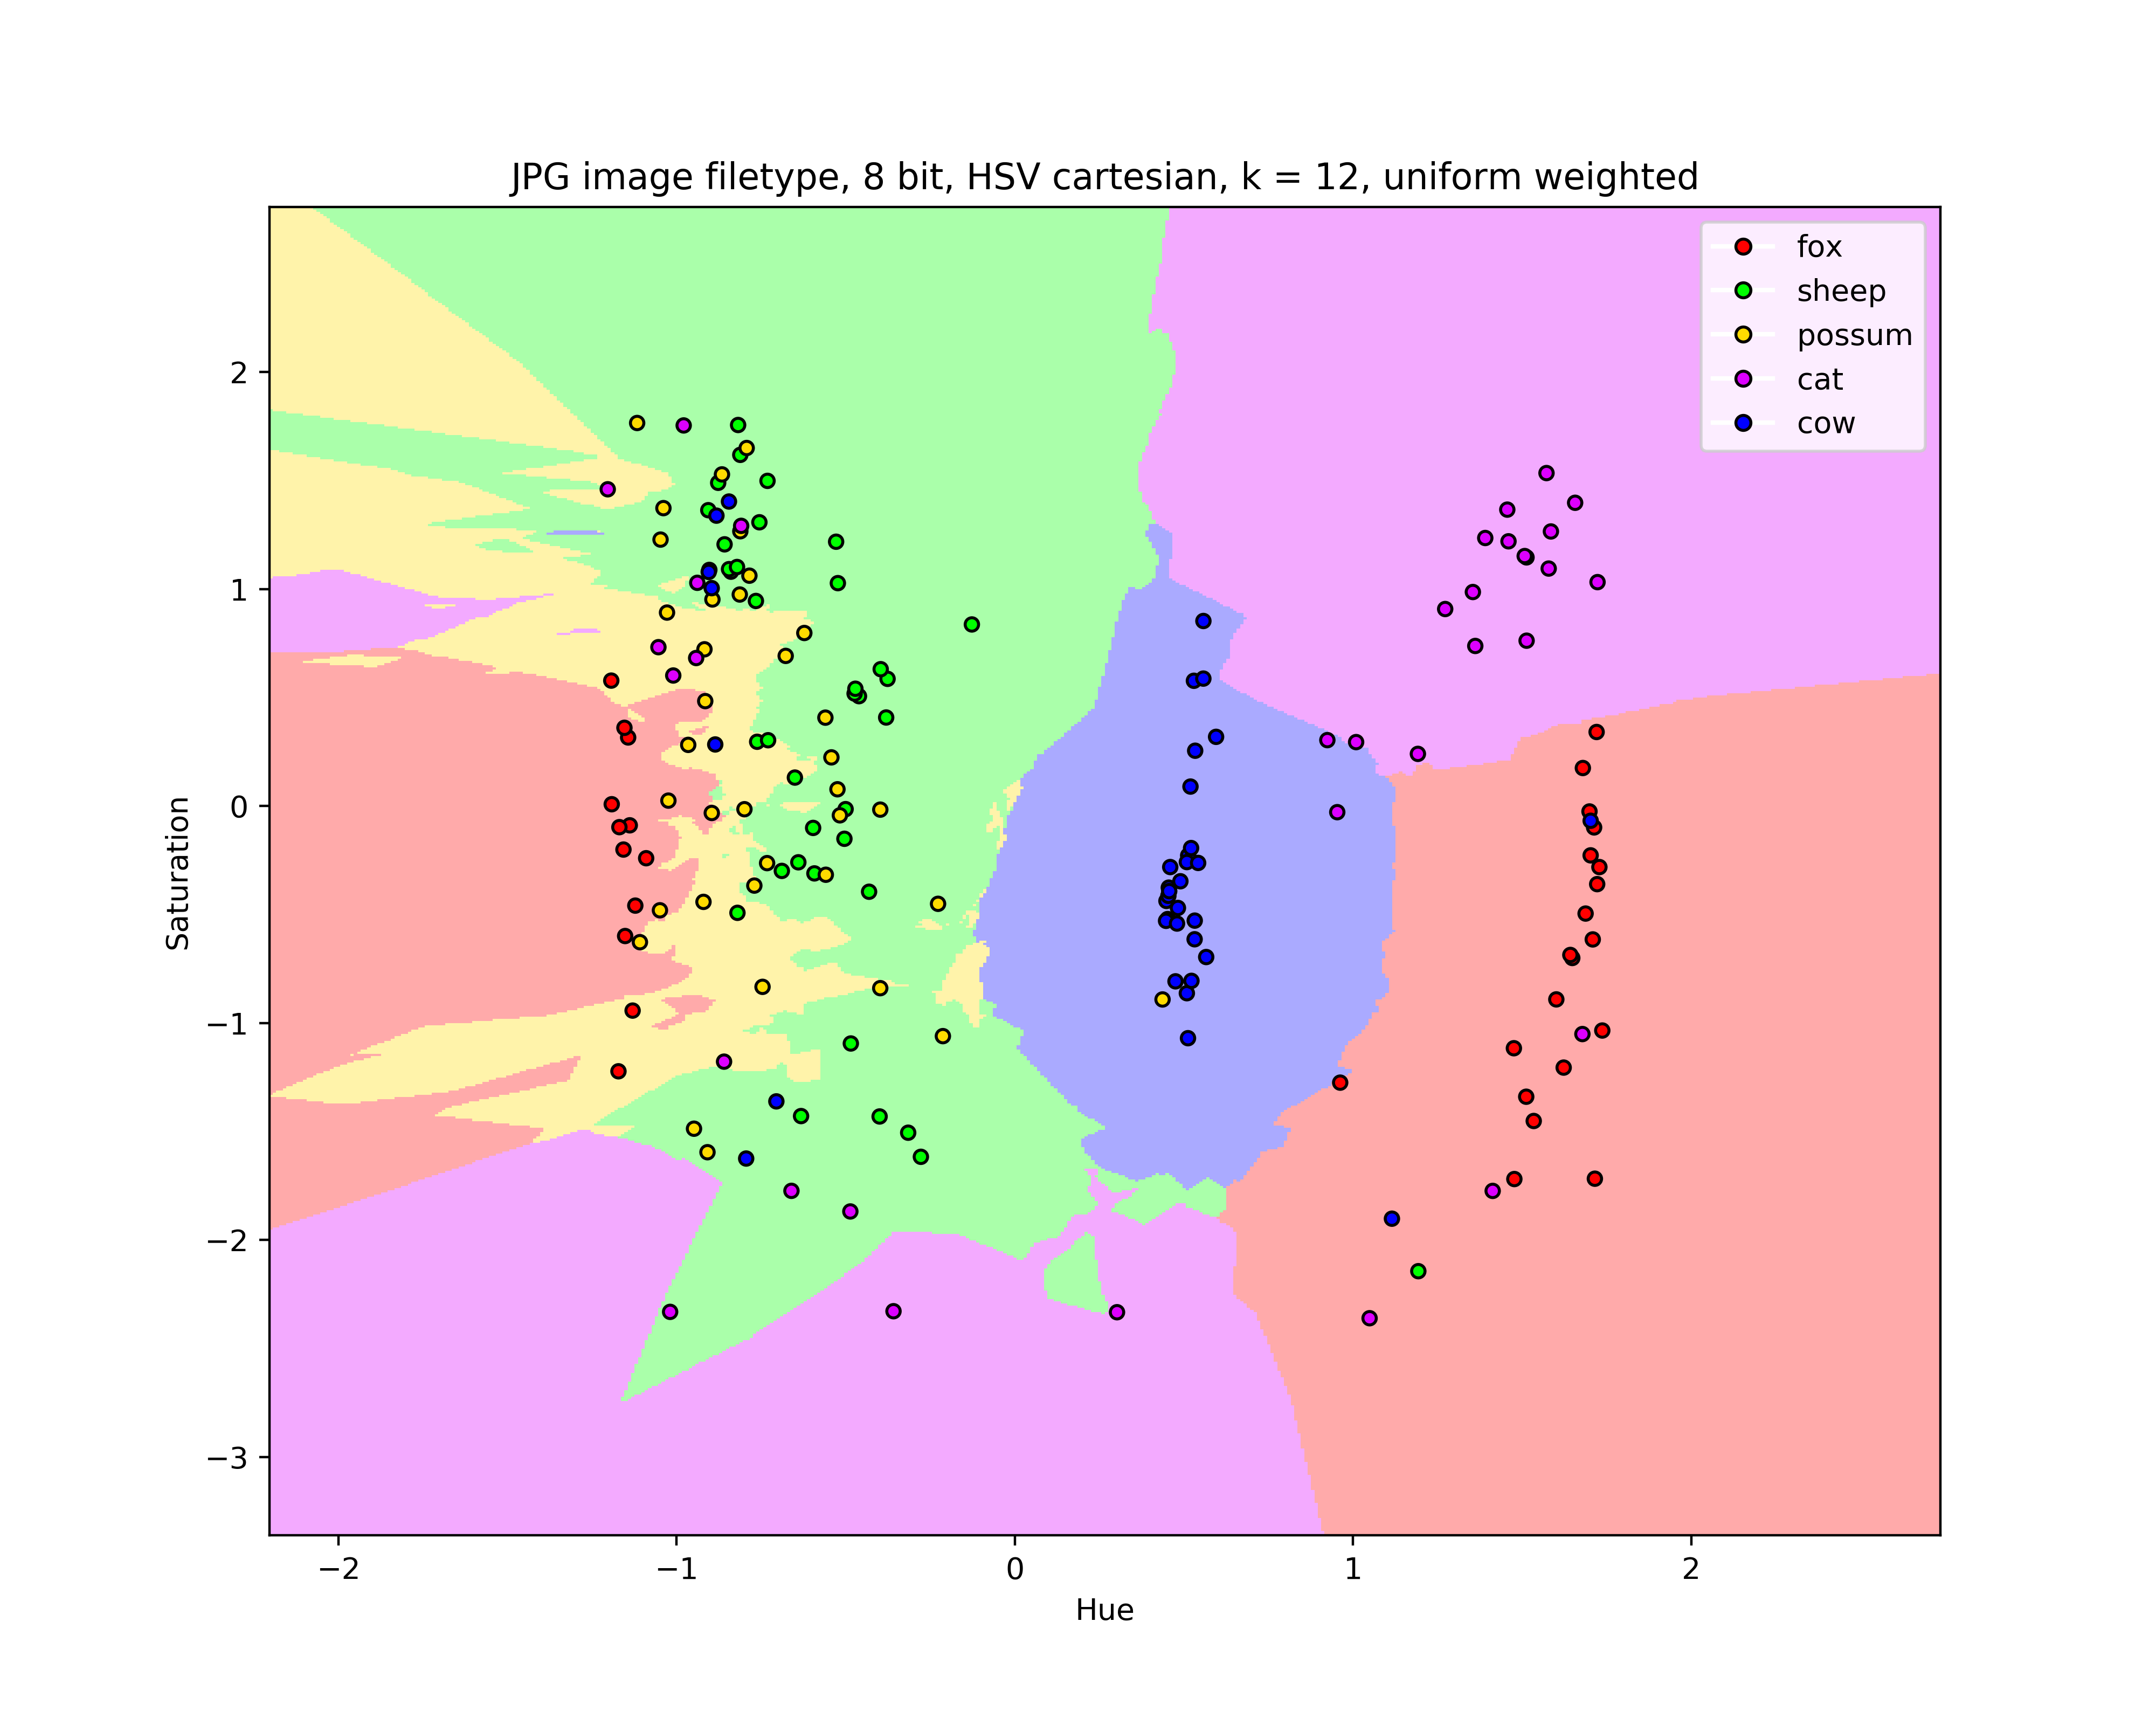 JPG image filetype, 8 bit, HSV cartesian, k = 12, uniform weighted
fox
sheep
possum
cat
cow
2
1
0
−1
−2
−3
Saturation
−2
−1
0
1
2
Hue